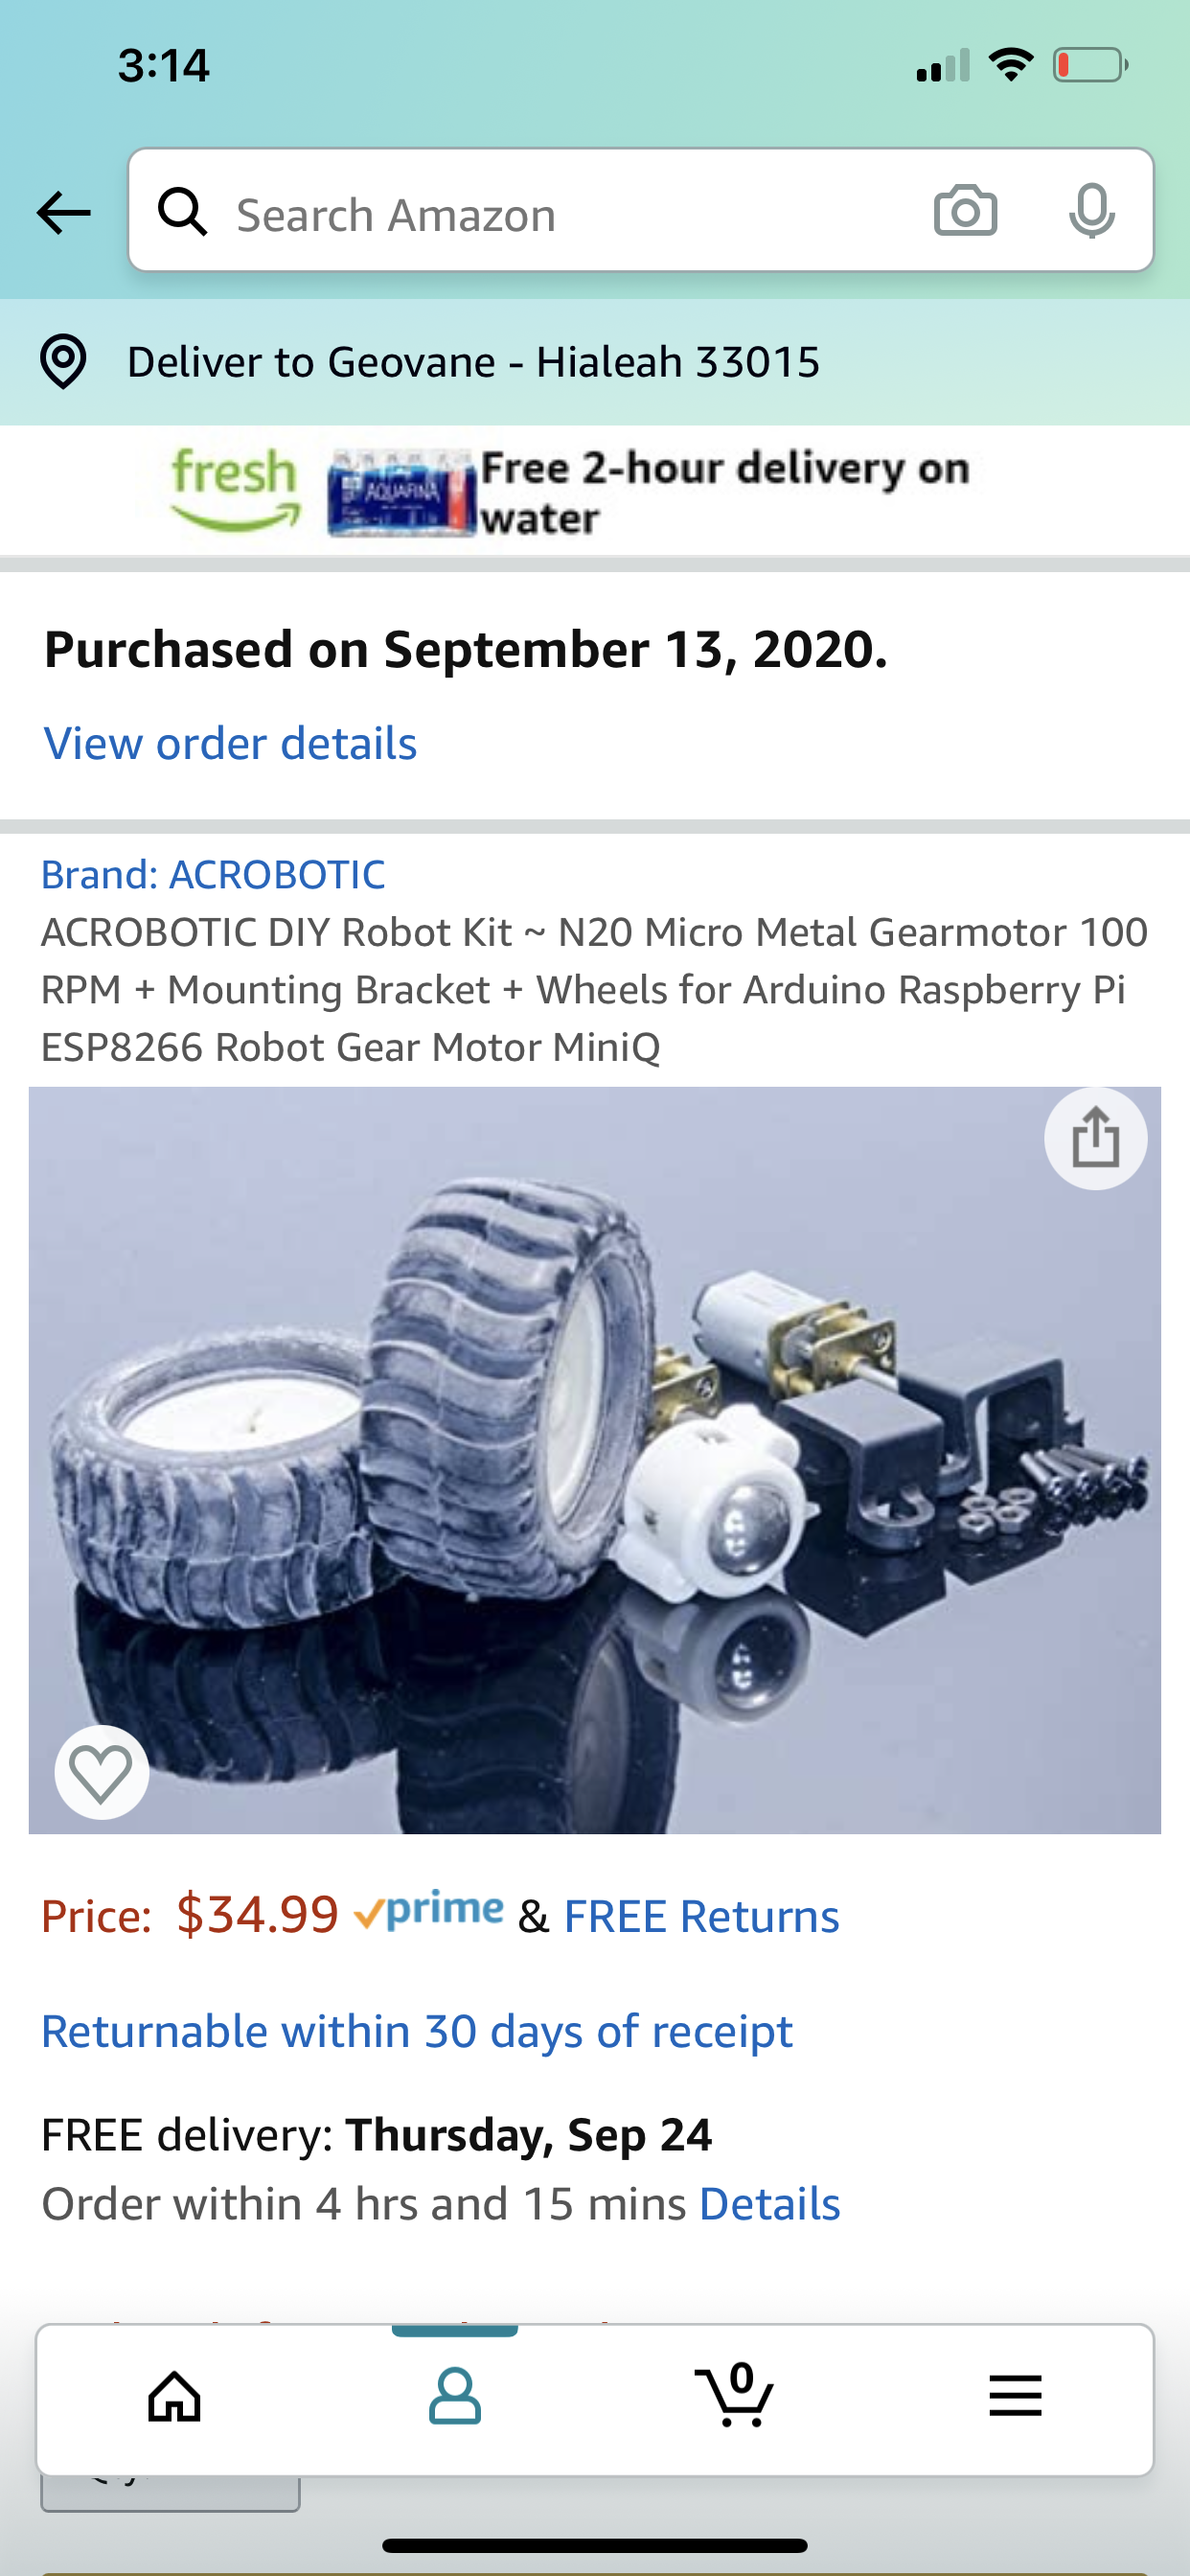 3:14
Search Amazon
Deliver to Geovane - Hialeah 33015
fresh
AQUAFINA
Free 2-hour delivery on
water
Purchased on September 13, 2020.
View order details
Brand: ACROBOTIC
ACROBOTIC DIY Robot Kit ~ N20 Micro Metal Gearmotor 100
RPM + Mounting Bracket + Wheels for Arduino Raspberry Pi
ESP8266 Robot Gear Motor MiniQ
Price: $34.99 prime & FREE Returns
Returnable within 30 days of receipt
FREE delivery: Thursday, Sep 24
Order within 4 hrs and 15 mins Details
0